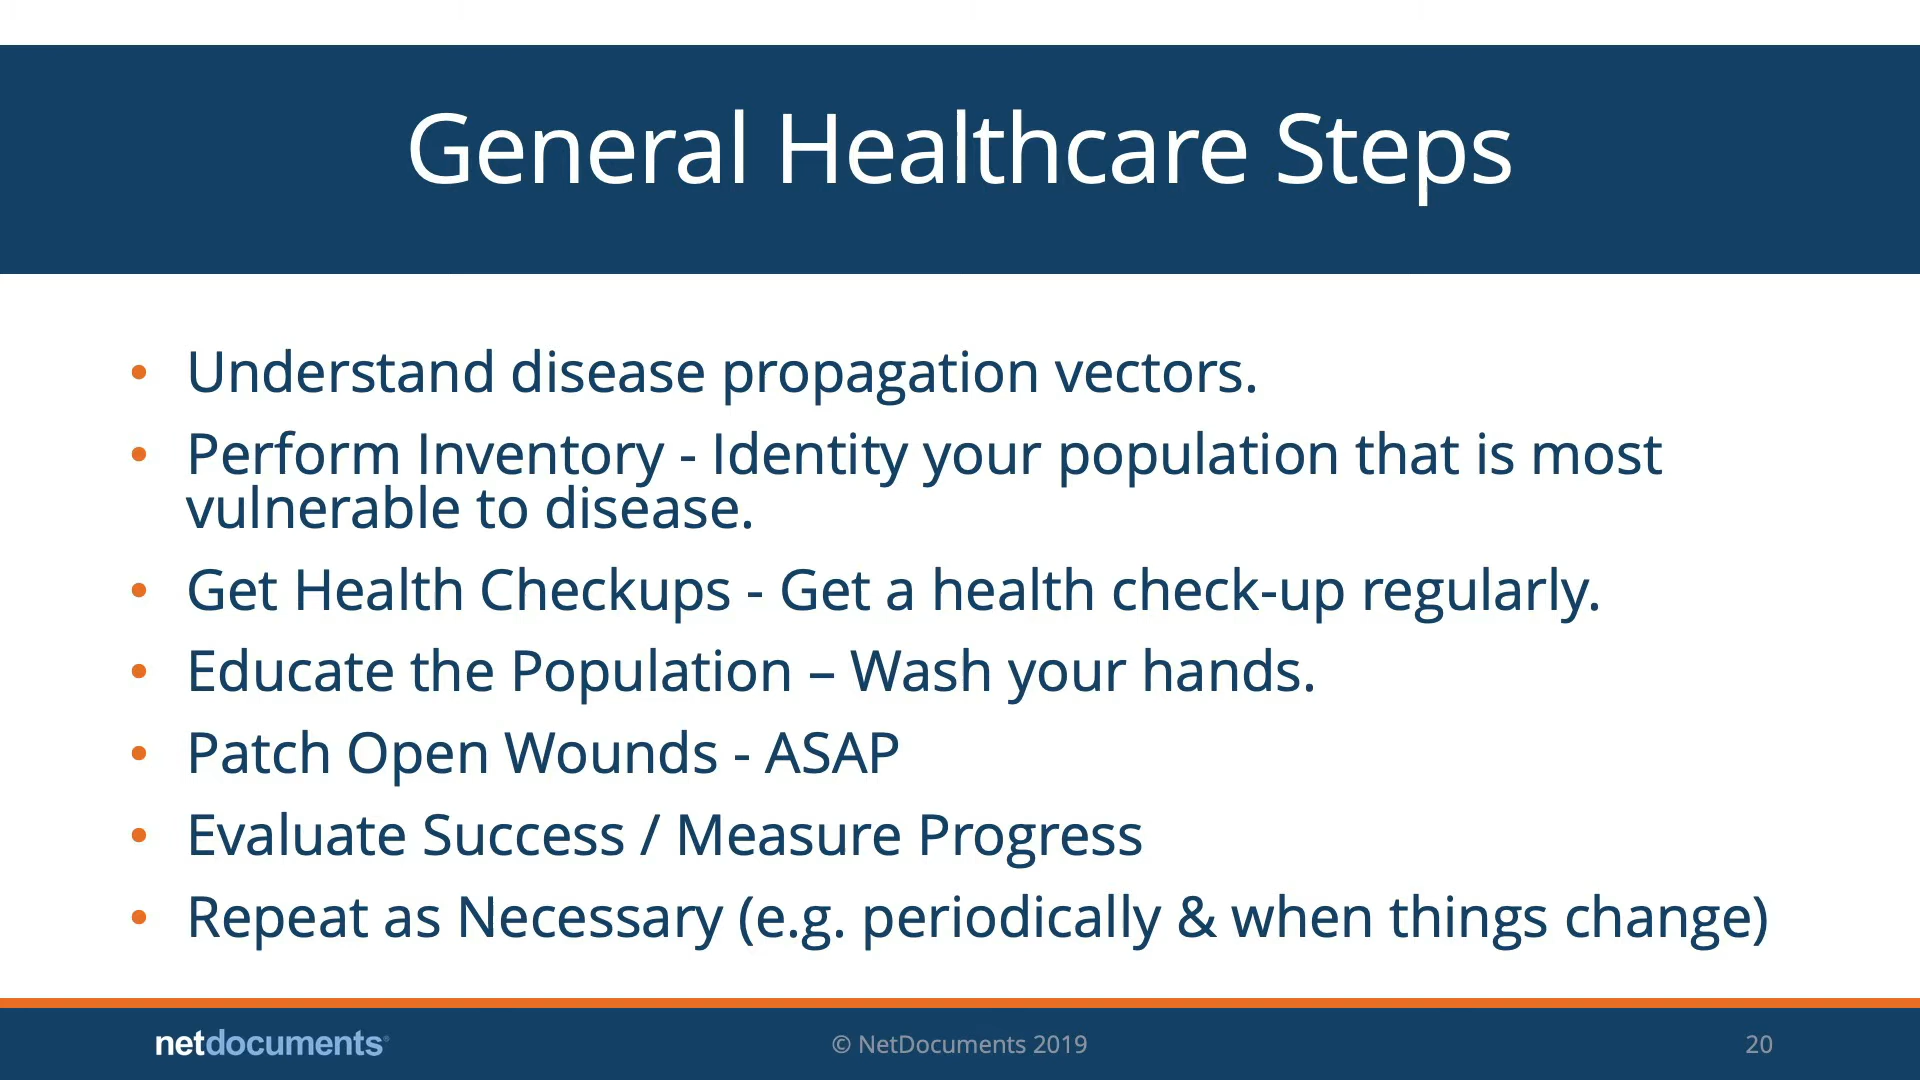 General Healthcare Steps
• Understand disease propagation vectors.
• Perform Inventory - Identity your population that is most
vulnerable to disease.
• Get Health Checkups - Get a health check-up regularly.
• Educate the Population – Wash your hands.
• Patch Open Wounds - ASAP
• Evaluate Success / Measure Progress
• Repeat as Necessary (e.g. periodically & when things change)
netdocuments®
© NetDocuments 2019
20